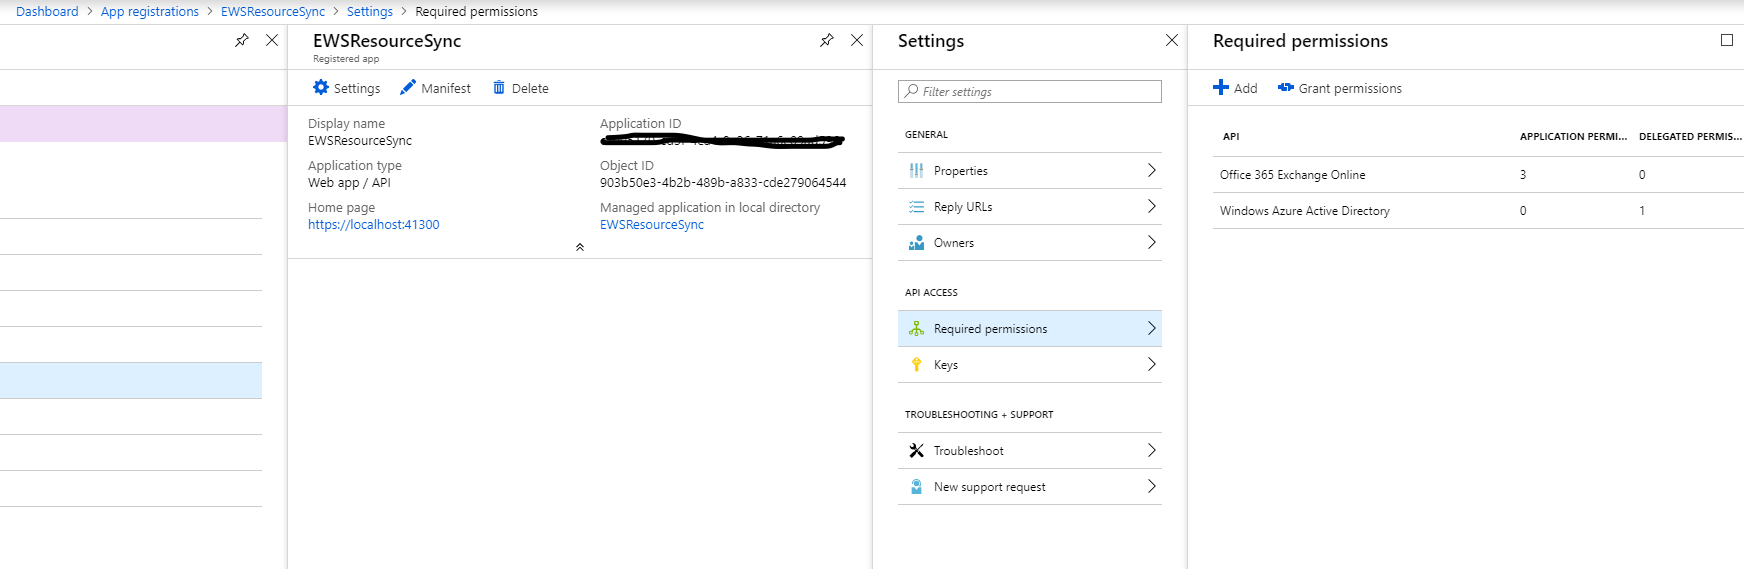 Dashboard > App registrations > EWSResourceSync > Settings > Required permissions
EWSResourceSync
Registered app
Settings
Manifest
Delete
Display name
EWSResourceSync
Application type
Web app / API
Home page
https://localhost:41300
Application ID
Object ID
903b50e3-4b2b-489b-a833-cde279064544
Managed application in local directory
EWSResourceSync
Settings
Filter settings
GENERAL
Properties
Reply URLs
Owners
API ACCESS
Required permissions
Keys
TROUBLESHOOTING + SUPPORT
Troubleshoot
New support request
Required permissions
Add
Grant permissions
API APPLICATION PERMI... DELEGATED PERMIS...
Office 365 Exchange Online 3 0
Windows Azure Active Directory 0 1